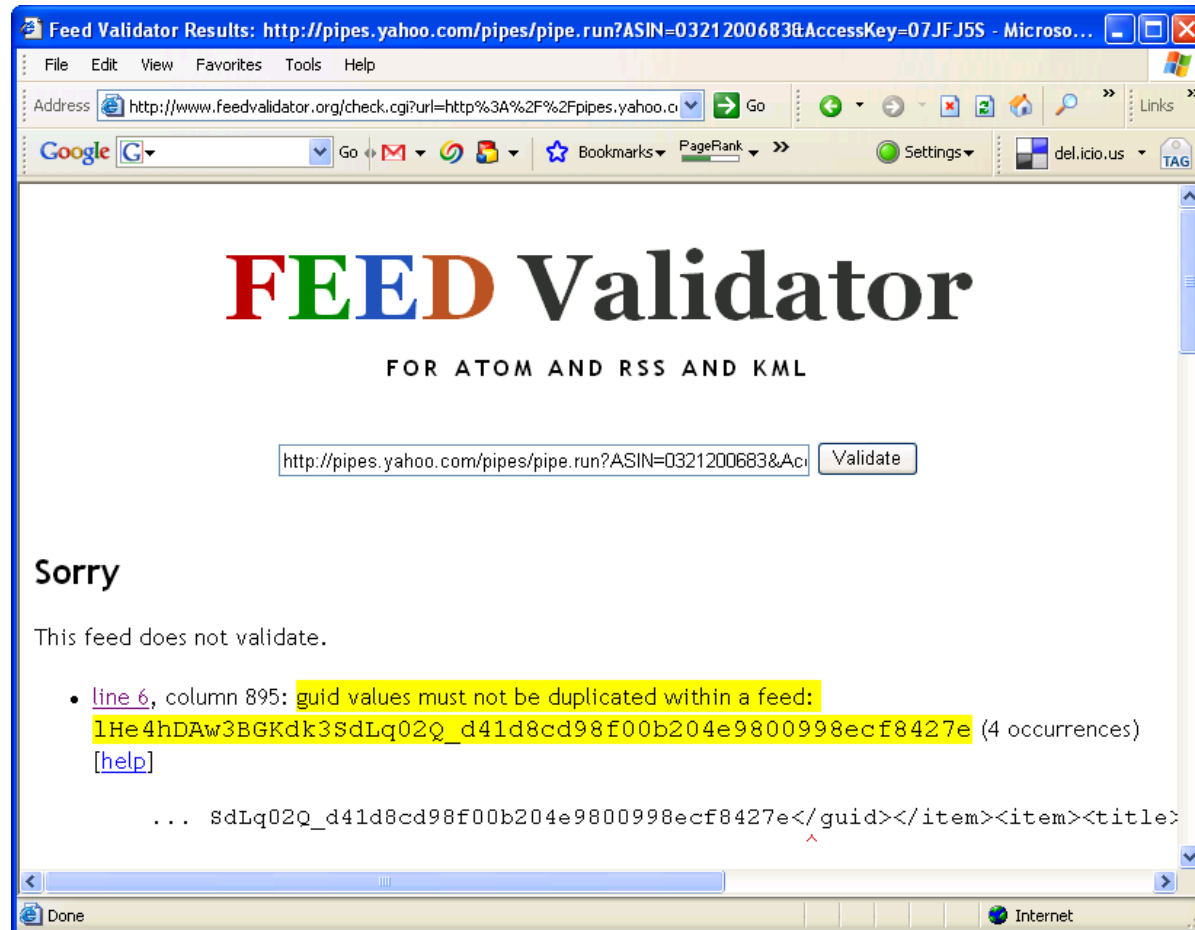 Feed Validator Results: http://pipes.yahoo.com/pipes/pipe.run?ASIN=0321200683&AccessKey=07JFJ5S - Microso...
File Edit View Favorites Tools Help
Address http://www.feedvalidator.org/check.cgi?url=http%3A%2F%2Fpipes.yahoo.c Go » Links »
Google G Go Bookmarks PageRank » Settings del.icio.us TAG
FEED Validator
FOR ATOM AND RSS AND KML
http://pipes.yahoo.com/pipes/pipe.run?ASIN=0321200683&Ac Validate
Sorry
This feed does not validate.
• line 6, column 895: guid values must not be duplicated within a feed:
lHe4hDAw3BGKdk3SdLq02Q_d41d8cd98f00b204e9800998ecf8427e (4 occurrences)
[help]
... SdLq02Q_d41d8cd98f00b204e9800998ecf8427e</guid></item><item><title>
^
Done Internet